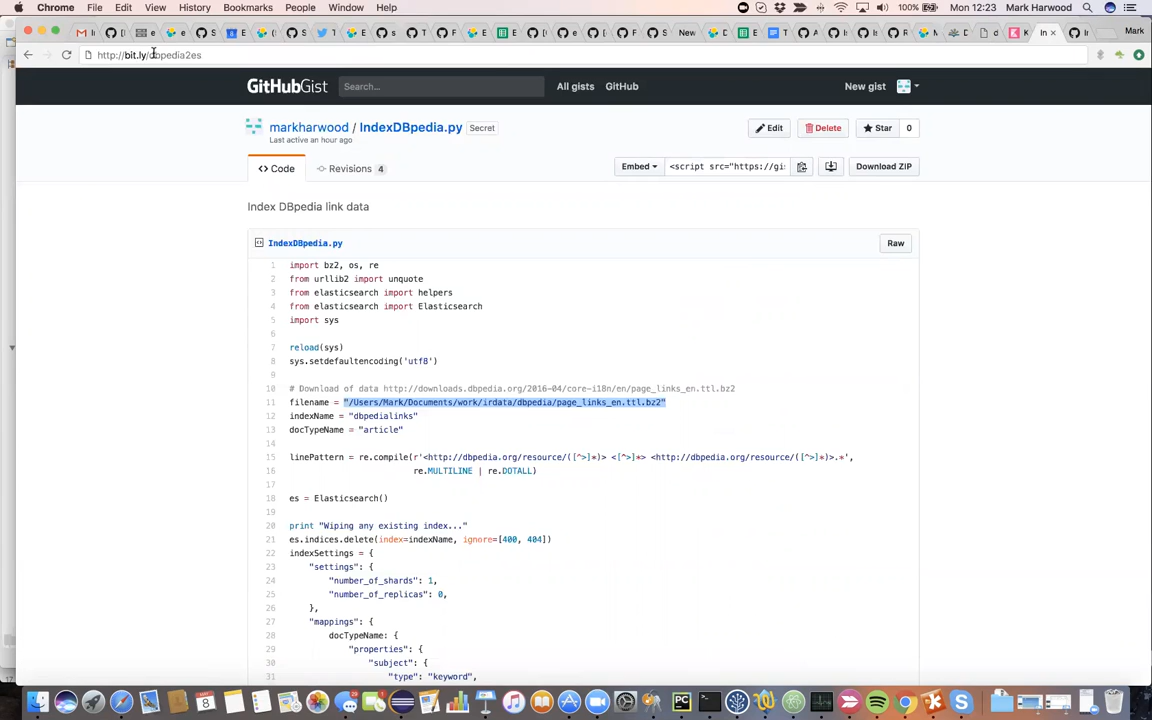 Chrome File Edit View History Bookmarks People Window Help 100% Mon 12:23 Mark Harwood
New Mark
http://bit.ly/dbpedia2es
GitHubGist Search... All gists GitHub New gist
markharwood / IndexDBpedia.py Secret Edit Delete Star 0
Last active an hour ago
<> Code Revisions 4 Embed <script src="https://gi: Download ZIP
Index DBpedia link data
IndexDBpedia.py Raw
1 import bz2, os, re
2 from urllib2 import unquote
3 from elasticsearch import helpers
4 from elasticsearch import Elasticsearch
5 import sys
6
7 reload(sys)
8 sys.setdefaultencoding('utf8')
9
10 # Download of data http://downloads.dbpedia.org/2016-04/core-i18n/en/page_links_en.ttl.bz2
11 filename = "/Users/Mark/Documents/work/irdata/dbpedia/page_links_en.ttl.bz2"
12 indexName = "dbpedialinks"
13 docTypeName = "article"
14
15 linePattern = re.compile(r'<http://dbpedia.org/resource/([^>]*)> <[^>]*> <http://dbpedia.org/resource/([^>]*)>.*',
16 re.MULTILINE | re.DOTALL)
17
18 es = Elasticsearch()
19
20 print "Wiping any existing index..."
21 es.indices.delete(index=indexName, ignore=[400, 404])
22 indexSettings = {
23 "settings": {
24 "number_of_shards": 1,
25 "number_of_replicas": 0,
26 },
27 "mappings": {
28 docTypeName: {
29 "properties": {
30 "subject": {
31 "type": "keyword",